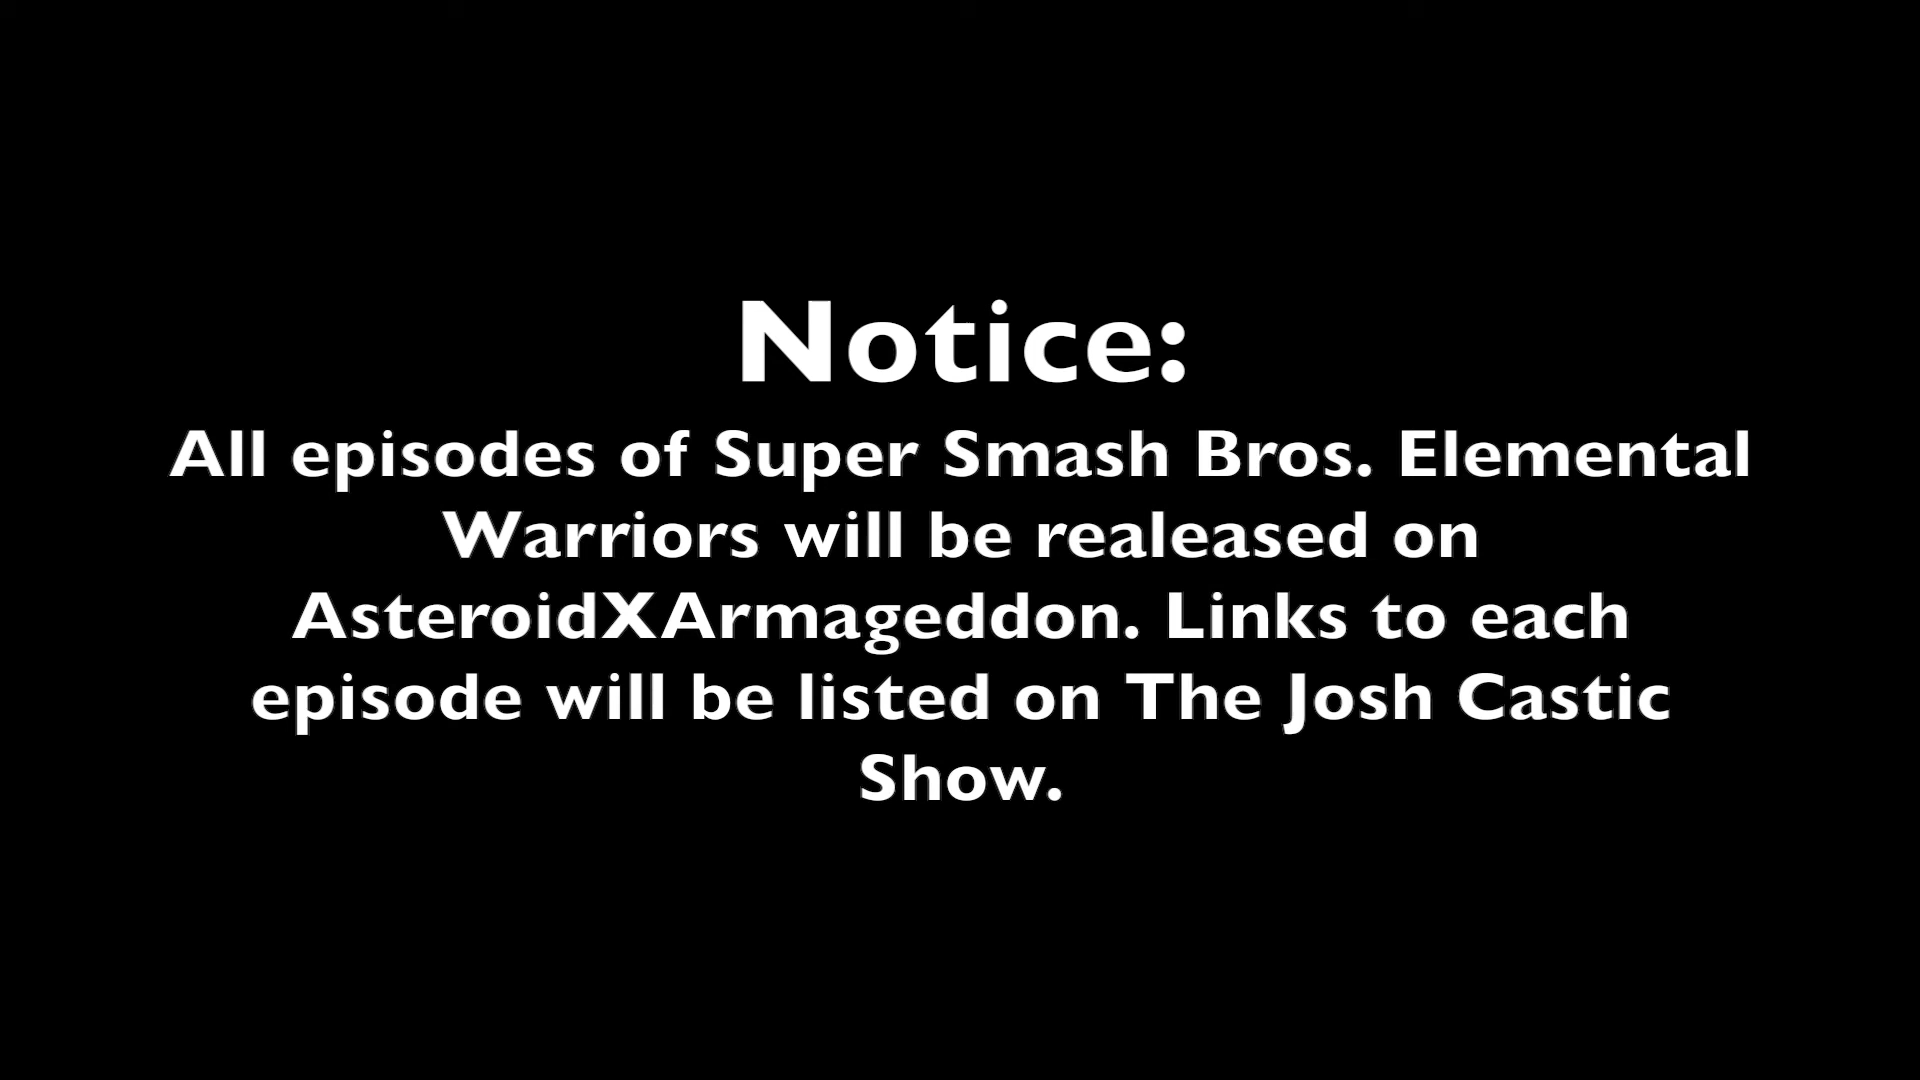 Notice:
All episodes of Super Smash Bros. Elemental
Warriors will be realeased on
AsteroidXArmageddon. Links to each
episode will be listed on The Josh Castic
Show.